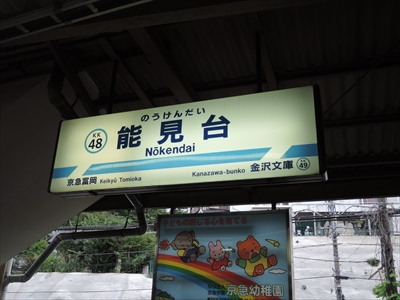 KK
48
のうけんだい
能見台
Nōkendai
京急富岡 Keikyū Tomioka
Kanazawa-bunko 金沢文庫
49
京急幼稚園